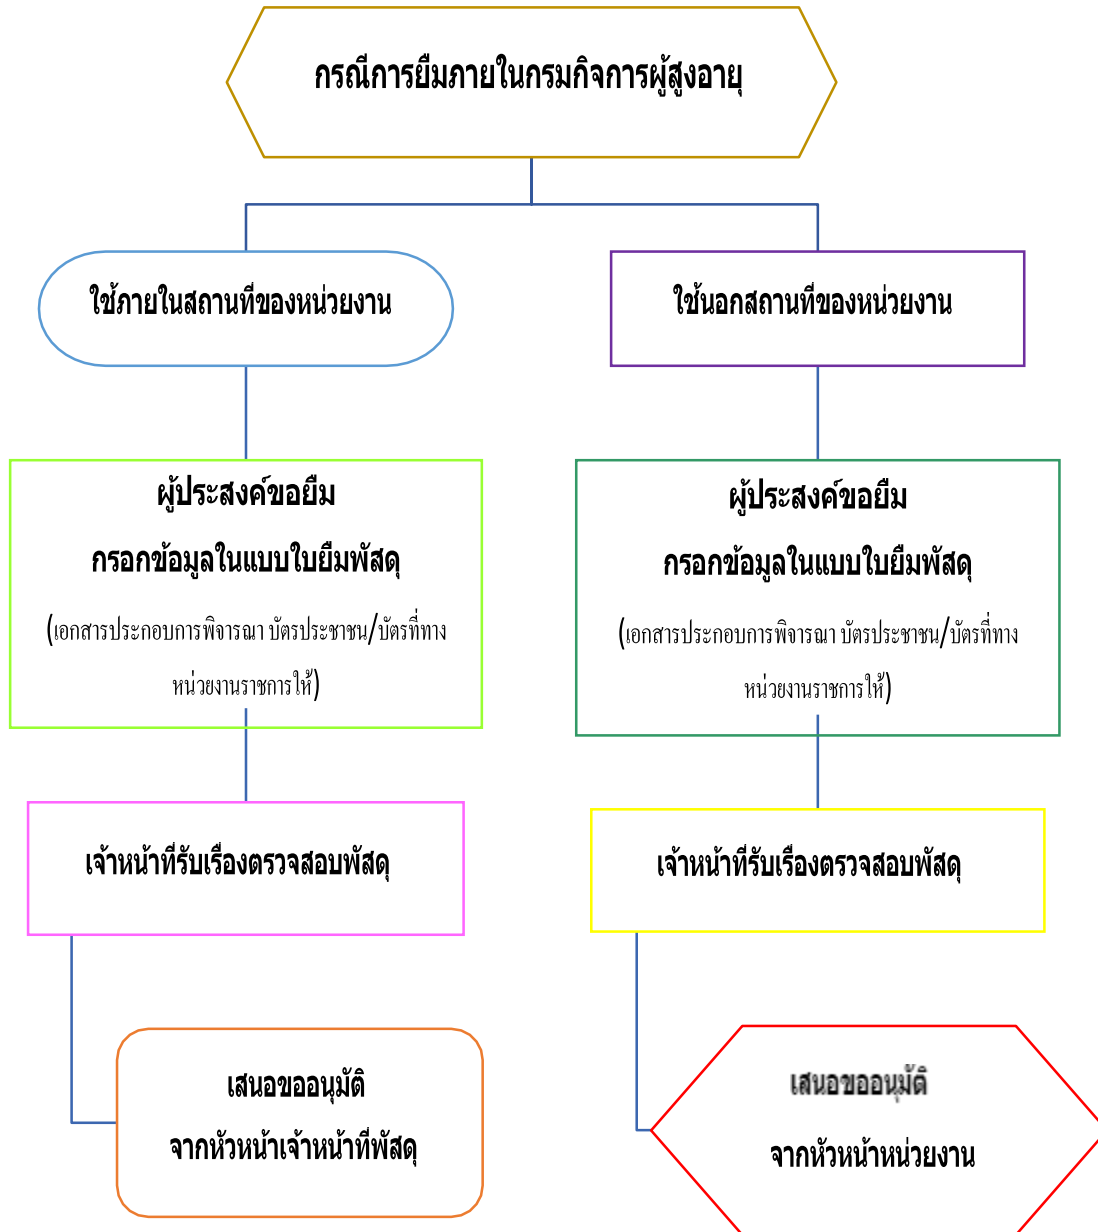 กรณีการยืมภายในกรมกิจการผู้สูงอายุ
ใช้ภายในสถานที่ของหน่วยงาน
ใช้นอกสถานที่ของหน่วยงาน
ผู้ประสงค์ขอยืม
กรอกข้อมูลในแบบใบยืมพัสดุ
(เอกสารประกอบการพิจารณา บัตรประชาชน/บัตรที่ทาง
หน่วยงานราชการให้)
ผู้ประสงค์ขอยืม
กรอกข้อมูลในแบบใบยืมพัสดุ
(เอกสารประกอบการพิจารณา บัตรประชาชน/บัตรที่ทาง
หน่วยงานราชการให้)
เจ้าหน้าที่รับเรื่องตรวจสอบพัสดุ
เจ้าหน้าที่รับเรื่องตรวจสอบพัสดุ
เสนอขออนุมัติ
จากหัวหน้าเจ้าหน้าที่พัสดุ
เสนอขออนุมัติ
จากหัวหน้าหน่วยงาน